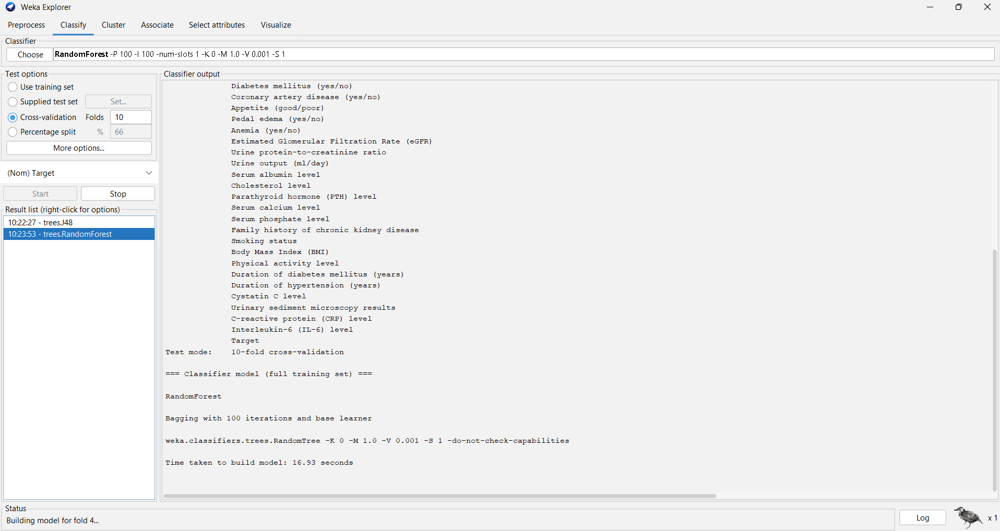 Weka Explorer
Preprocess Classify Cluster Associate Select attributes Visualize
Classifier
Choose RandomForest -P 100 -I 100 -num-slots 1 -K 0 -M 1.0 -V 0.001 -S 1
Test options
Use training set
Supplied test set Set...
Cross-validation Folds 10
Percentage split % 66
More options...
(Nom) Target
Start Stop
Result list (right-click for options)
10:22:27 - trees.J48
10:23:53 - trees.RandomForest
Classifier output
Diabetes mellitus (yes/no)
Coronary artery disease (yes/no)
Appetite (good/poor)
Pedal edema (yes/no)
Anemia (yes/no)
Estimated Glomerular Filtration Rate (eGFR)
Urine protein-to-creatinine ratio
Urine output (ml/day)
Serum albumin level
Cholesterol level
Parathyroid hormone (PTH) level
Serum calcium level
Serum phosphate level
Family history of chronic kidney disease
Smoking status
Body Mass Index (BMI)
Physical activity level
Duration of diabetes mellitus (years)
Duration of hypertension (years)
Cystatin C level
Urinary sediment microscopy results
C-reactive protein (CRP) level
Interleukin-6 (IL-6) level
Target
Test mode: 10-fold cross-validation
=== Classifier model (full training set) ===
RandomForest
Bagging with 100 iterations and base learner
weka.classifiers.trees.RandomTree -K 0 -M 1.0 -V 0.001 -S 1 -do-not-check-capabilities
Time taken to build model: 16.93 seconds
Status
Building model for fold 4...
Log
x 1